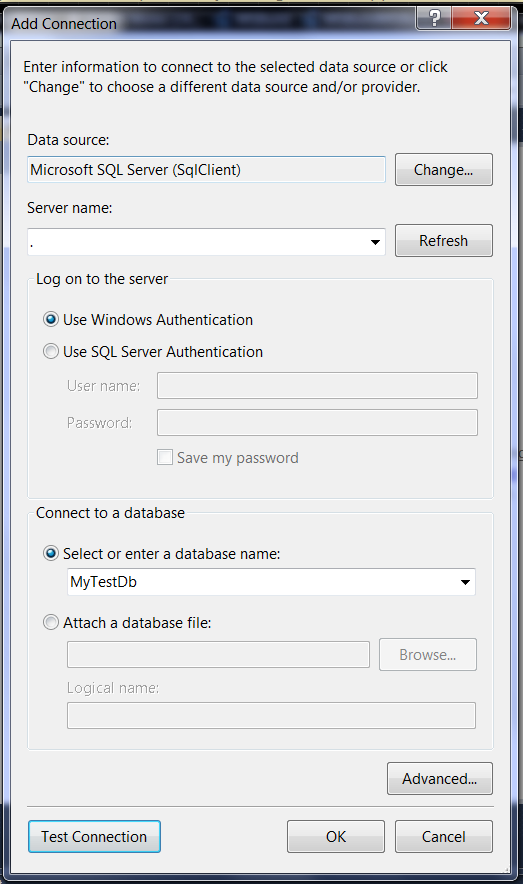 Add Connection
?
Enter information to connect to the selected data source or click
"Change" to choose a different data source and/or provider.
Data source:
Microsoft SQL Server (SqlClient)
Change...
Server name:
.
Refresh
Log on to the server
Use Windows Authentication
Use SQL Server Authentication
User name:
Password:
Save my password
Connect to a database
Select or enter a database name:
MyTestDb
Attach a database file:
Browse...
Logical name:
Advanced...
Test Connection
OK
Cancel